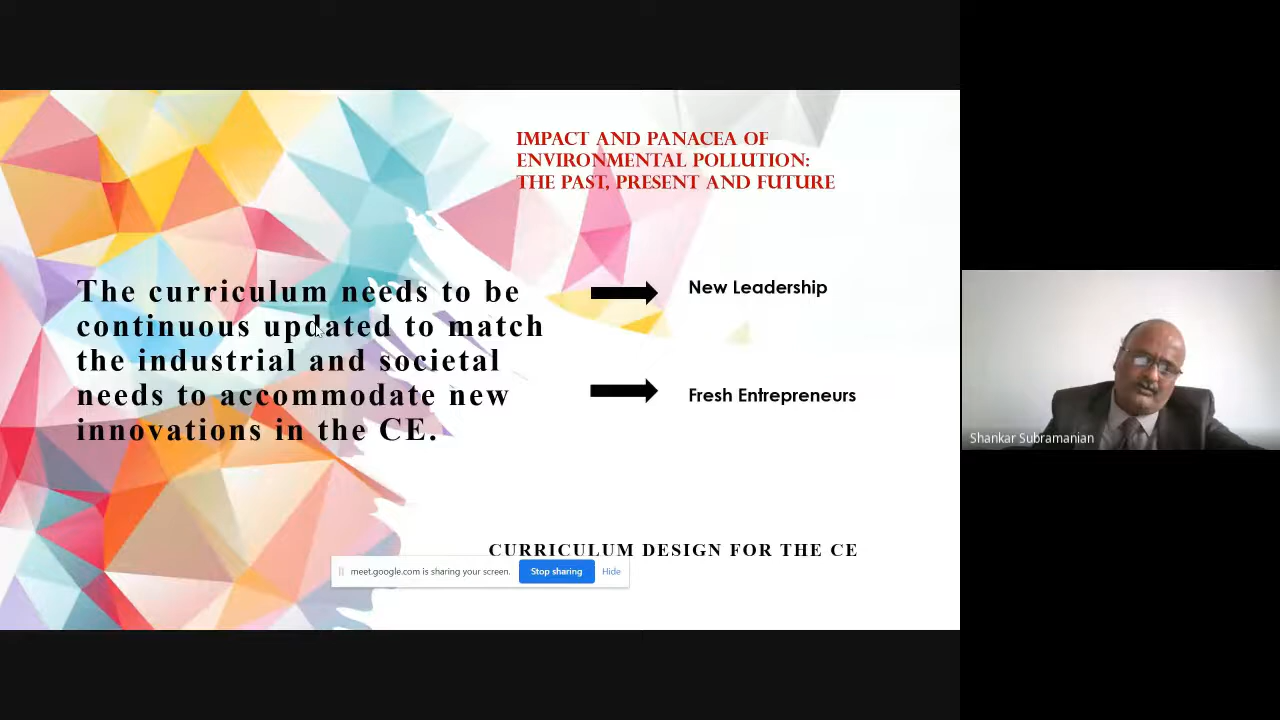 IMPACT AND PANACEA OF
ENVIRONMENTAL POLLUTION:
THE PAST, PRESENT AND FUTURE
The curriculum needs to be
continuous updated to match
the industrial and societal
needs to accommodate new
innovations in the CE.
New Leadership
Fresh Entrepreneurs
CURRICULUM DESIGN FOR THE CE
meet.google.com is sharing your screen.
Stop sharing
Hide
Shankar Subramanian